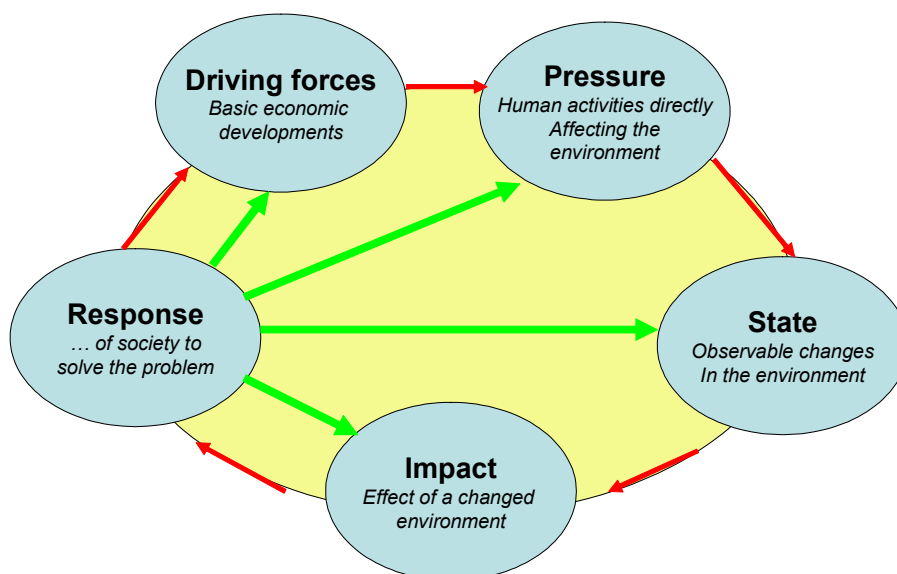 Driving forces
Basic economic
developments
Pressure
Human activities directly
Affecting the
environment
Response
… of society to
solve the problem
State
Observable changes
In the environment
Impact
Effect of a changed
environment